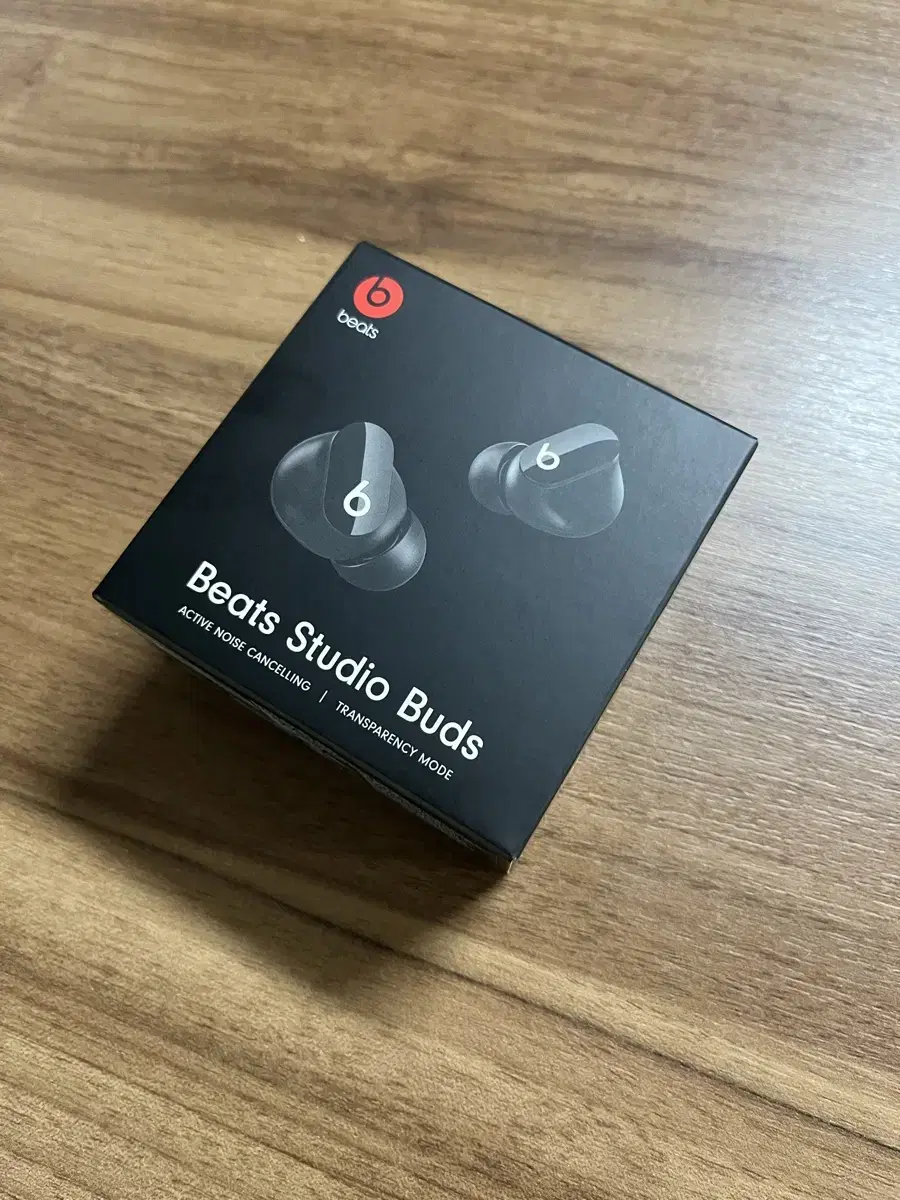 beats
Beats Studio Buds
ACTIVE NOISE CANCELLING | TRANSPARENCY MODE